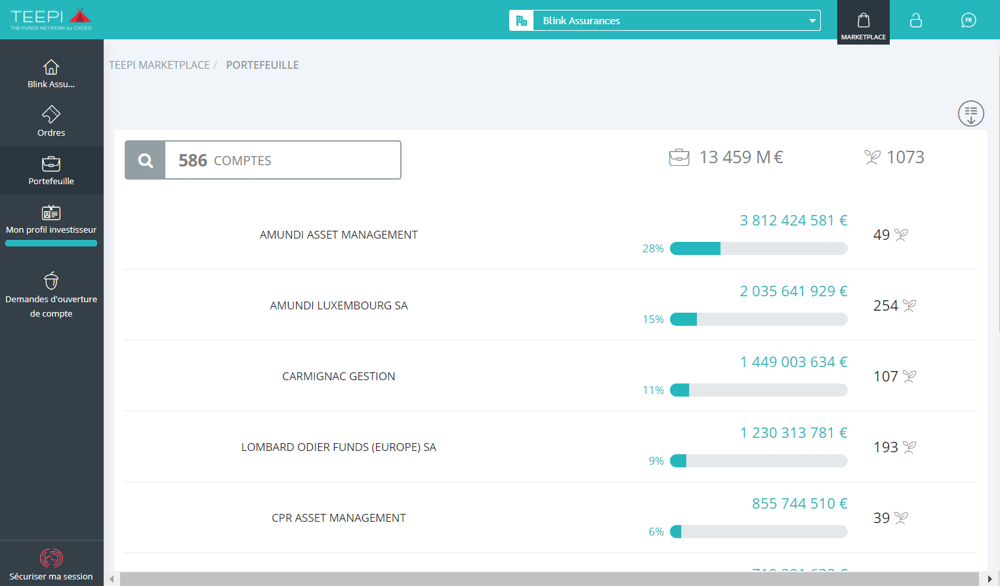 TEEPI
THE FUNDS NETWORK by CACEIS
Blink Assurances
MARKETPLACE
FR
Blink Assu...
Ordres
Portefeuille
Mon profil investisseur
Demandes d'ouverture
de compte
Sécuriser ma session
TEEPI MARKETPLACE / PORTEFEUILLE
586 COMPTES
13 459 M €
1073
AMUNDI ASSET MANAGEMENT
3 812 424 581 €
28%
49
AMUNDI LUXEMBOURG SA
2 035 641 929 €
15%
254
CARMIGNAC GESTION
1 449 003 634 €
11%
107
LOMBARD ODIER FUNDS (EUROPE) SA
1 230 313 781 €
9%
193
CPR ASSET MANAGEMENT
855 744 510 €
6%
39